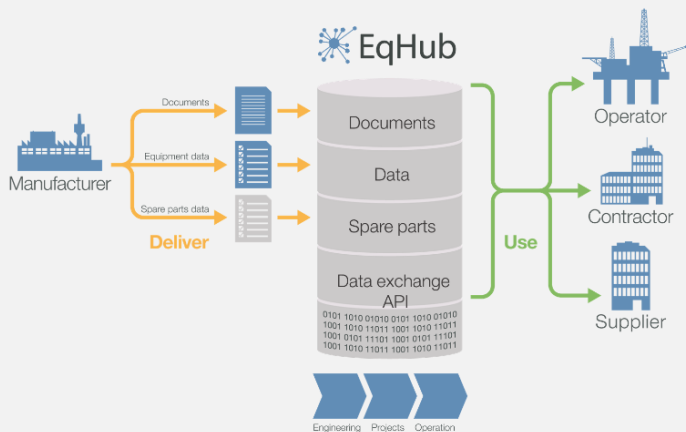 EqHub
Documents
Equipment data
Spare parts data
Manufacturer
Deliver
Documents
Data
Spare parts
Data exchange
API
0101 1010 01010 0101 1010 01010
1001 1010 11011 1001 1010 11011
1001 0101 11101 1001 0101 11101
1001 1010 11011 1001 1010 11011
Use
Operator
Contractor
Supplier
Engineering
Projects
Operation